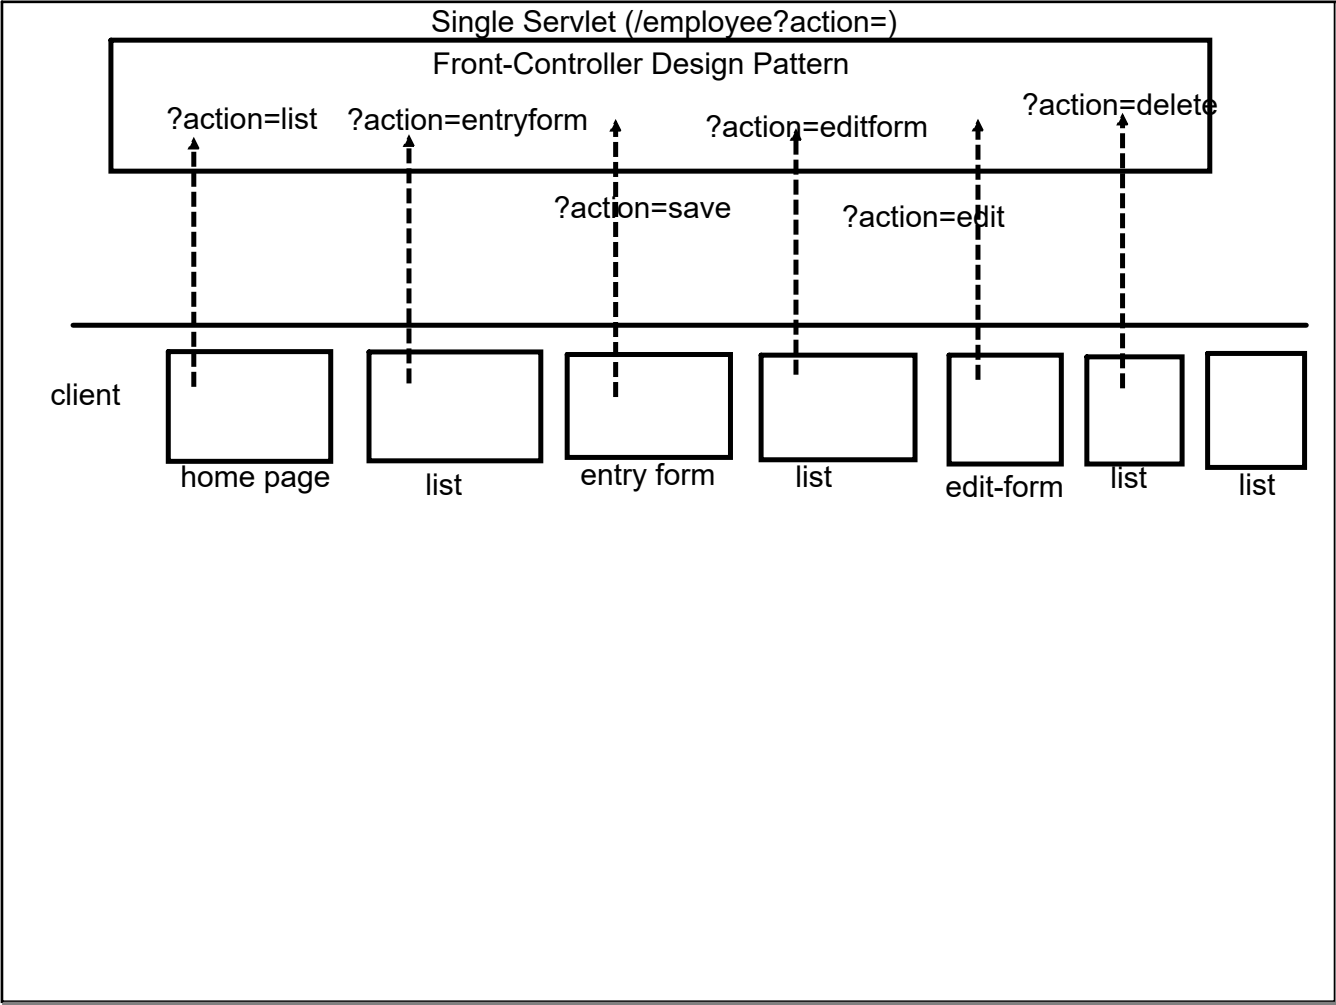 Single Servlet (/employee?action=)
Front-Controller Design Pattern
?action=list
?action=entryform
?action=editform
?action=delete
?action=save
?action=edit
client
home page
list
entry form
list
edit-form
list
list